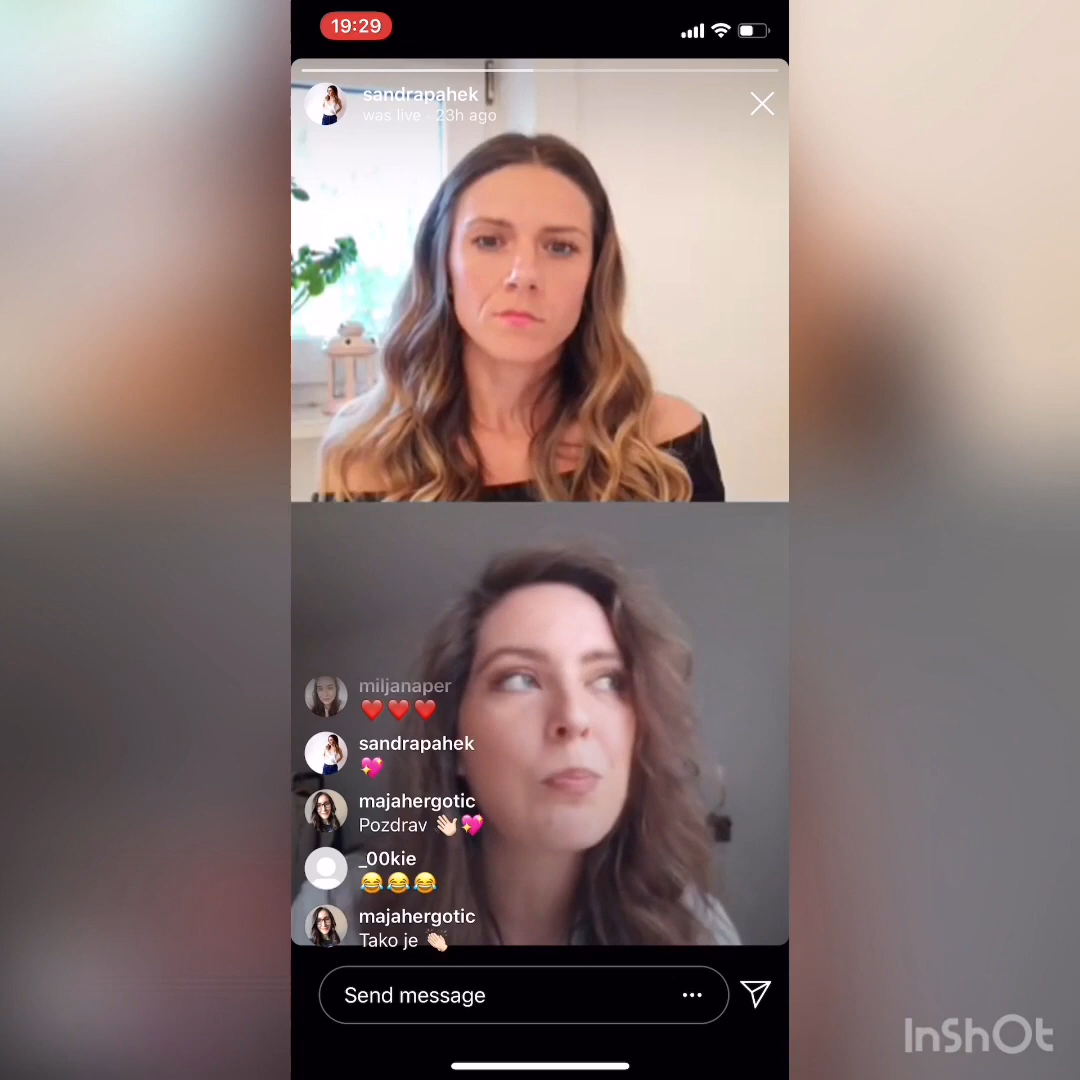 19:29
sandrapahek
was live · 23h ago
miljanaper
❤️❤️❤️
sandrapahek
💖
majahergotic
Pozdrav 👋🏻💖
_00kie
😂😂😂
majahergotic
Tako je 👏🏻
Send message
InShOt